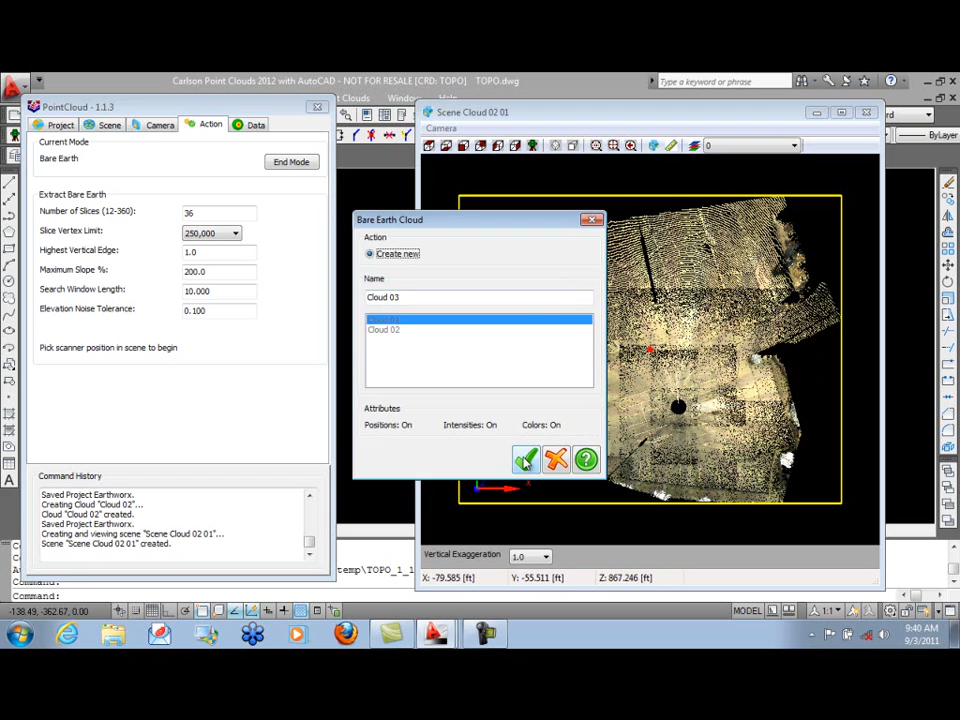 Carlson Point Clouds 2012 with AutoCAD - NOT FOR RESALE [CRD: TOPO] TOPO.dwg
Type a keyword or phrase
PointCloud - 1.1.3
Project
Scene
Camera
Action
Data
Current Mode
Bare Earth
End Mode
Extract Bare Earth
Number of Slices (12-360):
36
Slice Vertex Limit:
250,000
Highest Vertical Edge:
1.0
Maximum Slope %:
200.0
Search Window Length:
10.000
Elevation Noise Tolerance:
0.100
Pick scanner position in scene to begin
Command History
Saved Project Earthworx.
Creating Cloud "Cloud 02"...
Cloud "Cloud 02" created.
Saved Project Earthworx.
Creating and viewing scene "Scene Cloud 02 01"...
Scene "Scene Cloud 02 01" created.
Scene Cloud 02 01
Camera
0
Bare Earth Cloud
Action
Create new
Name
Cloud 03
Cloud 01
Cloud 02
Attributes
Positions: On
Intensities: On
Colors: On
Vertical Exaggeration
1.0
X: -79.585 [ft]
Y: -55.511 [ft]
Z: 867.246 [ft]
ByLayer
Command:
-138.49, -362.67, 0.00
MODEL
1:1
9:40 AM
9/3/2011